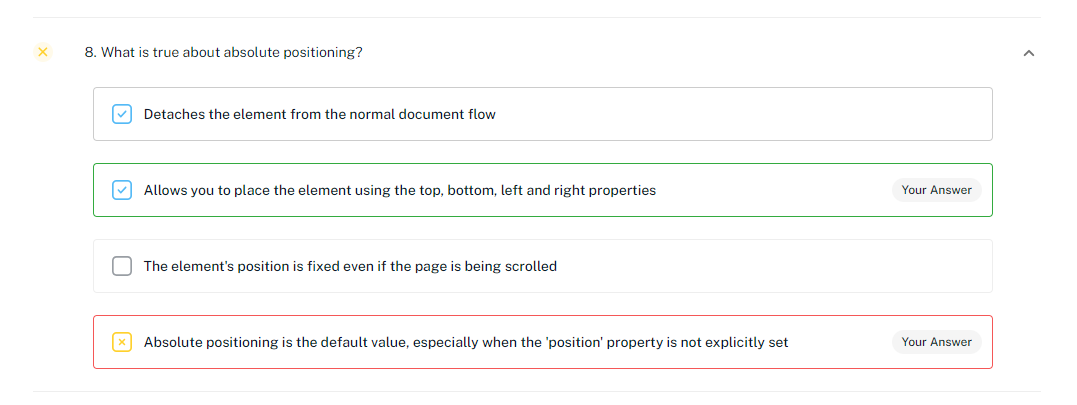 8. What is true about absolute positioning?
Detaches the element from the normal document flow
Allows you to place the element using the top, bottom, left and right properties
Your Answer
The element's position is fixed even if the page is being scrolled
Absolute positioning is the default value, especially when the 'position' property is not explicitly set
Your Answer